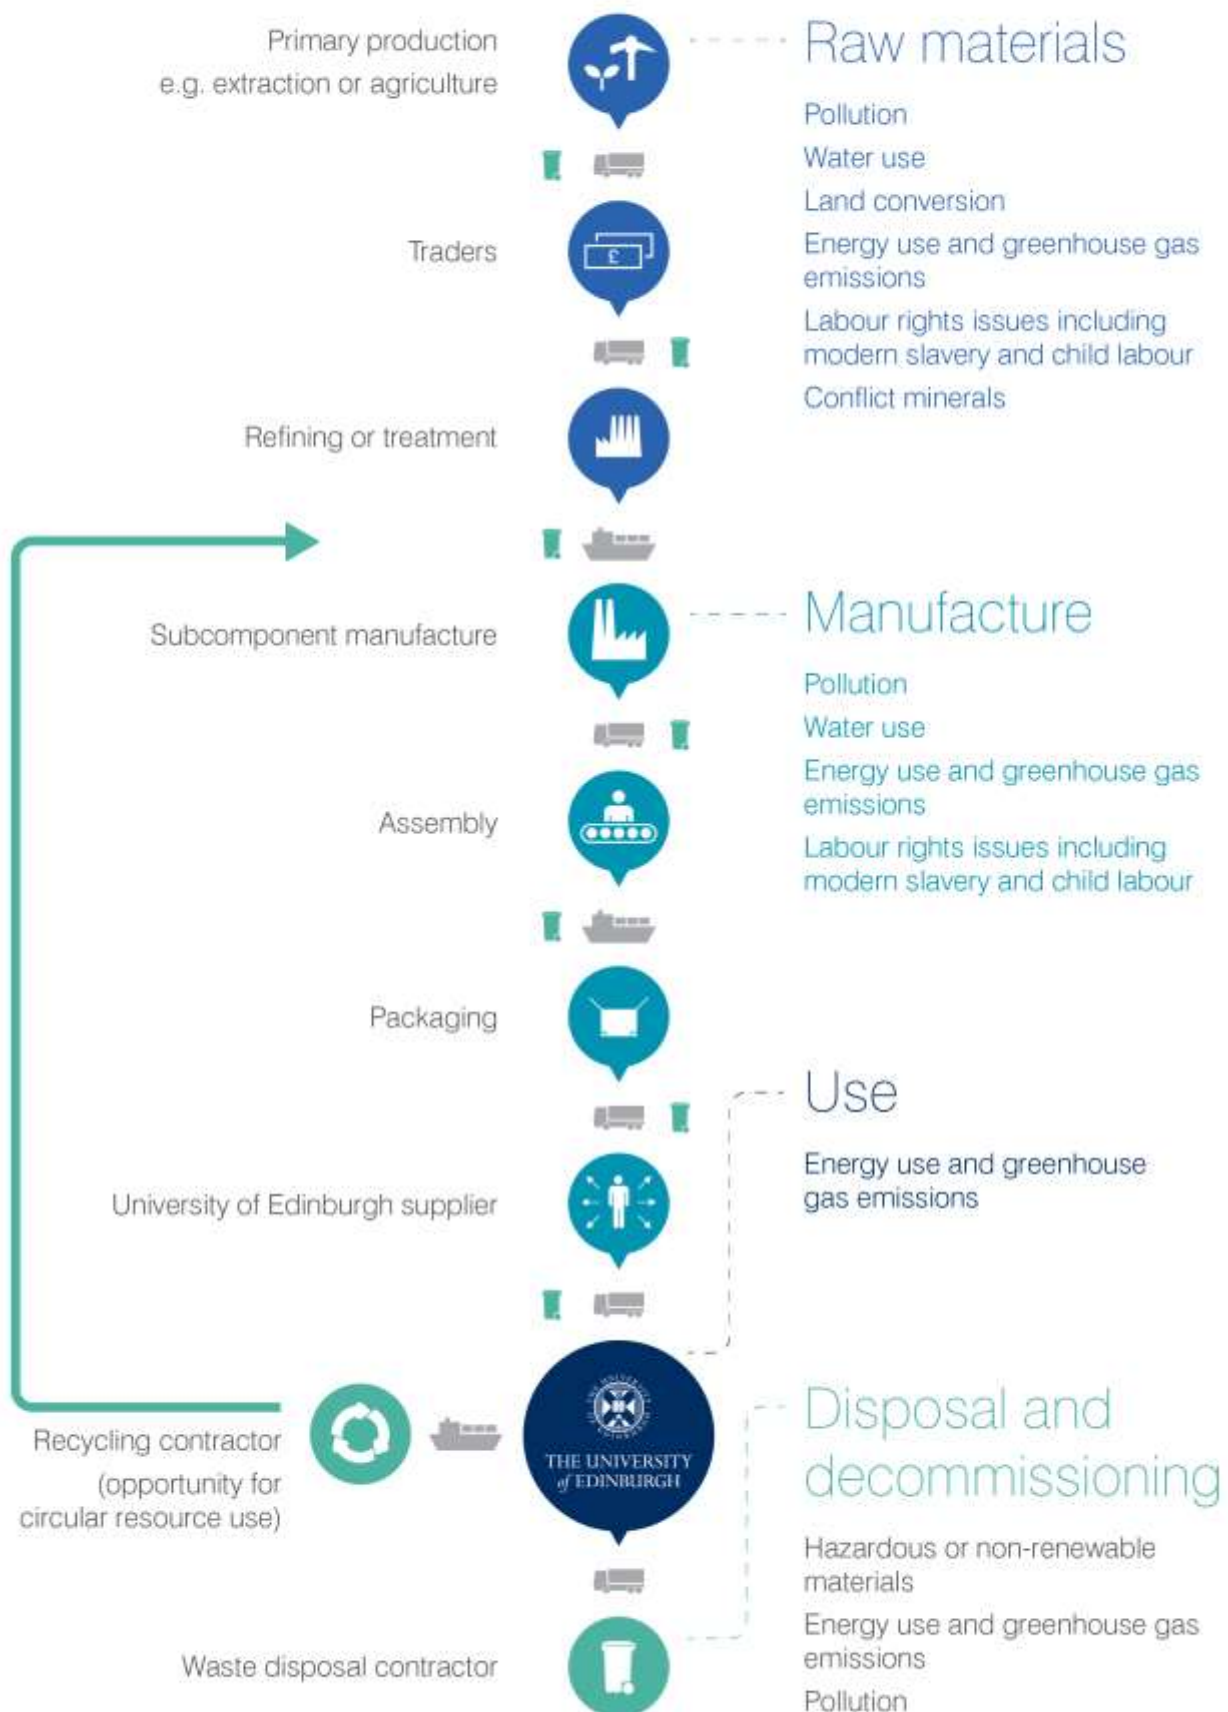 Primary production
e.g. extraction or agriculture
Raw materials
Pollution
Water use
Land conversion
Energy use and greenhouse gas
emissions
Labour rights issues including
modern slavery and child labour
Conflict minerals
Traders
£
Refining or treatment
Subcomponent manufacture
Manufacture
Pollution
Water use
Energy use and greenhouse gas
emissions
Labour rights issues including
modern slavery and child labour
Assembly
Packaging
Use
Energy use and greenhouse
gas emissions
University of Edinburgh supplier
THE UNIVERSITY
of EDINBURGH
Recycling contractor
(opportunity for
circular resource use)
Disposal and
decommissioning
Hazardous or non-renewable
materials
Energy use and greenhouse gas
emissions
Pollution
Waste disposal contractor